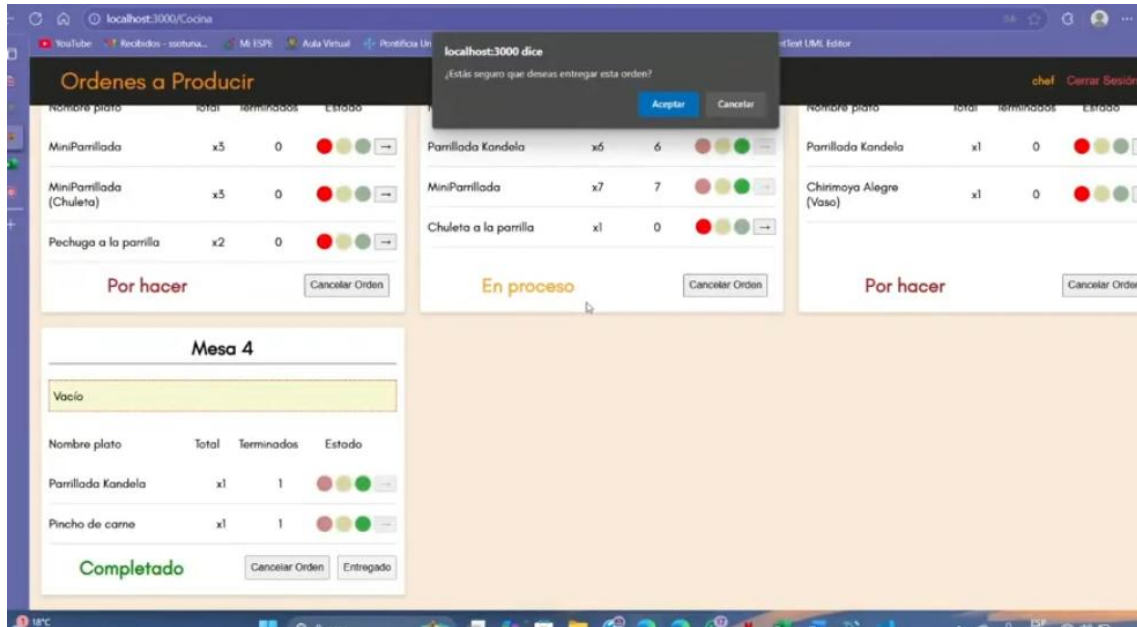 localhost:3000/Cocina
YouTube Recibidos - ssotuna... Mi ESPE Aula Virtual Pontificia Un
UML Editor
localhost:3000 dice
¿Estás seguro que deseas entregar esta orden?
Aceptar Cancelar
Ordenes a Producir
chef Cerrar Sesión
Nombre plato Total Terminados Estado
MiniParrillada x3 0 →
MiniParrillada
(Chuleta) x3 0 →
Pechuga a la parrilla x2 0 →
Por hacer Cancelar Orden
Parrillada Kandela x6 6 →
MiniParrillada x7 7 →
Chuleta a la parrilla x1 0 →
En proceso Cancelar Orden
Nombre plato Total Terminados Estado
Parrillada Kandela x1 0
Chirimoya Alegre
(Vaso) x1 0
Por hacer Cancelar Orden
Mesa 4
Vacío
Nombre plato Total Terminados Estado
Parrillada Kandela x1 1 →
Pincho de carne x1 1 →
Completado Cancelar Orden Entregado
18°C
ESP